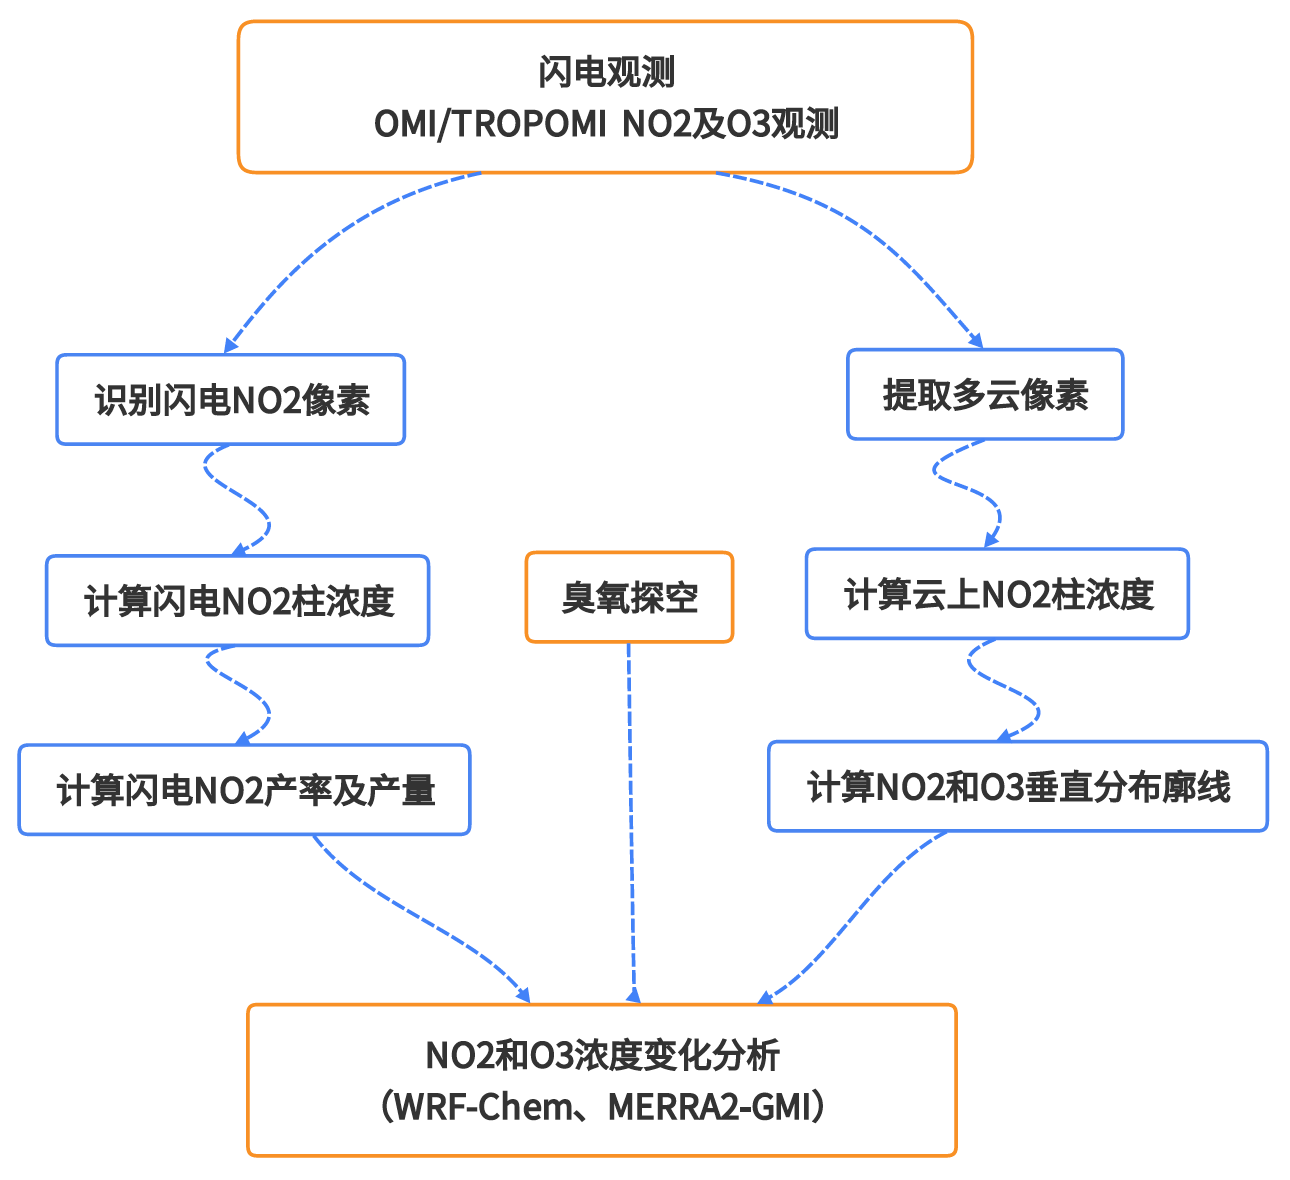 闪电观测
OMI/TROPOMI NO2及O3观测
识别闪电NO2像素
提取多云像素
计算闪电NO2柱浓度
臭氧探空
计算云上NO2柱浓度
计算闪电NO2产率及产量
计算NO2和O3垂直分布廓线
NO2和O3浓度变化分析
（WRF-Chem、MERRA2-GMI）